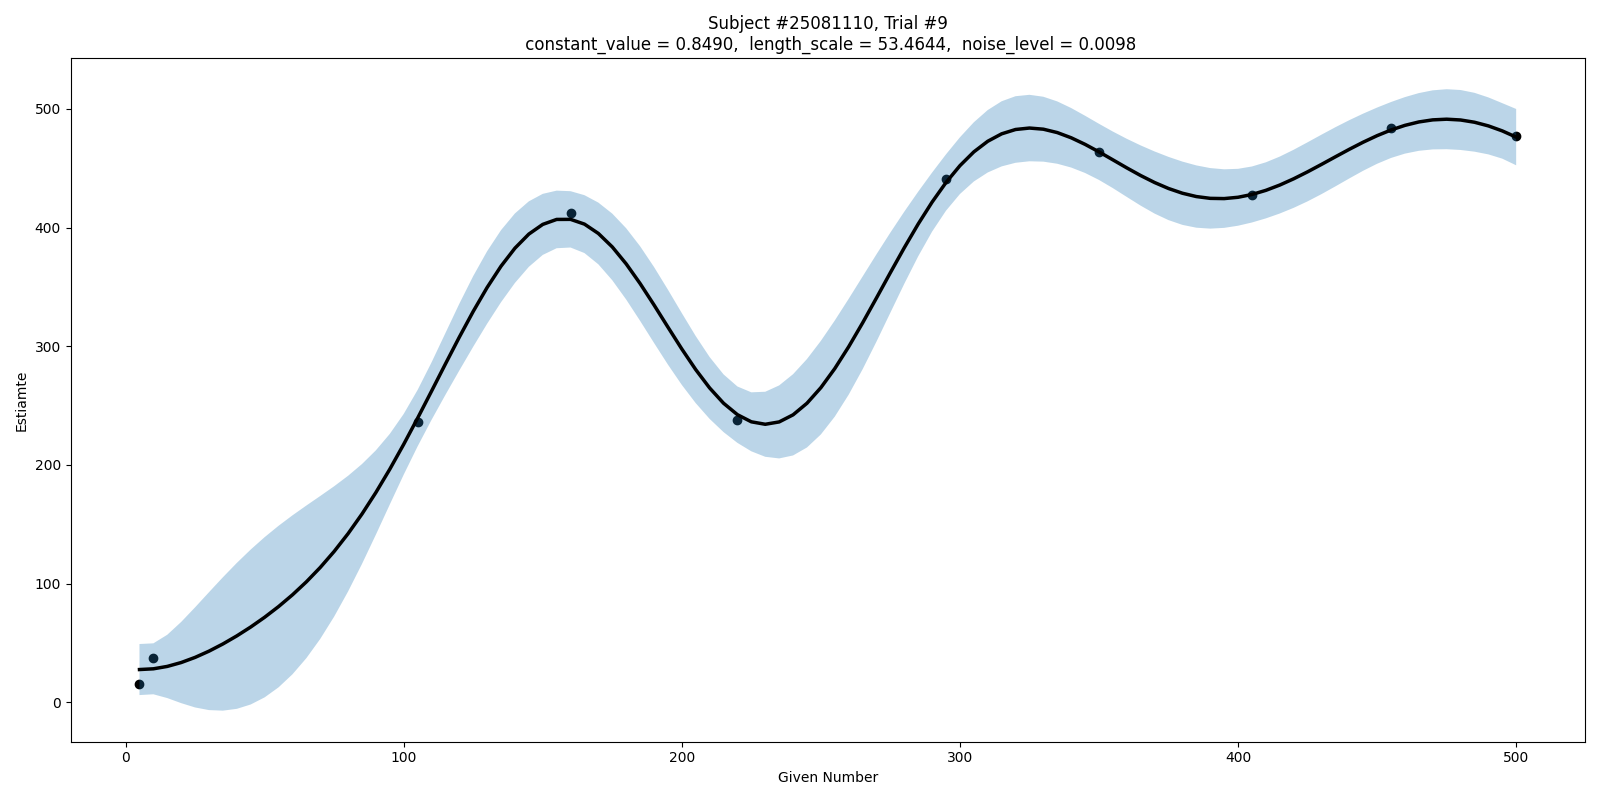 Subject #25081110, Trial #9
constant_value = 0.8490,  length_scale = 53.4644,  noise_level = 0.0098
500
400
300
200
100
0
Estiamte
0 100 200 300 400 500
Given Number